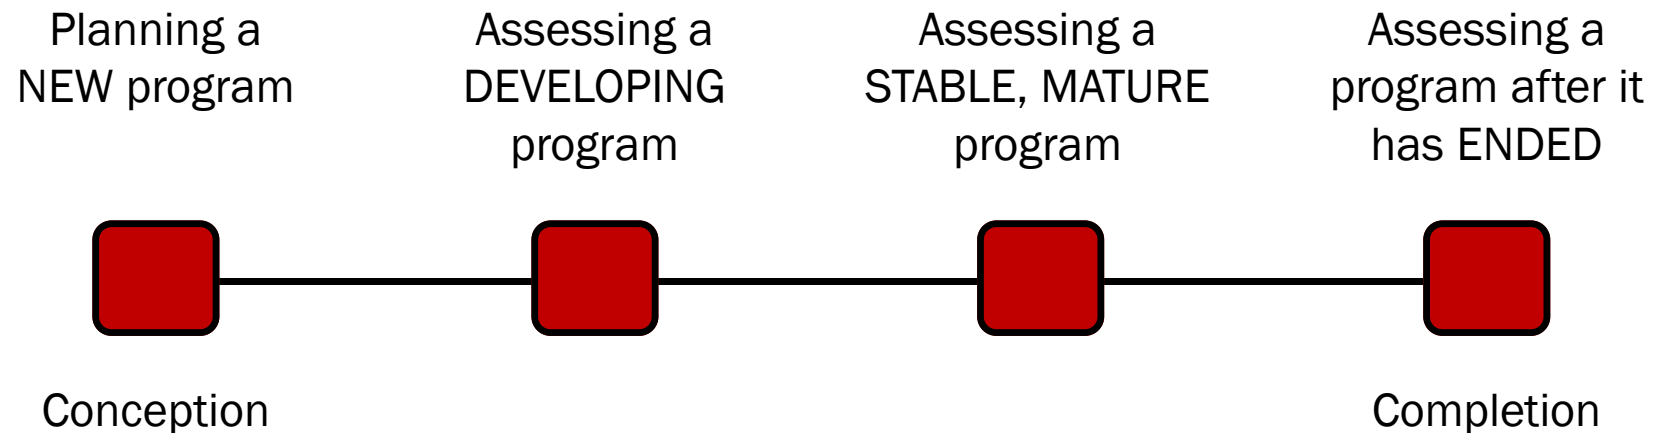 Planning a
NEW program
Assessing a
DEVELOPING
program
Assessing a
STABLE, MATURE
program
Assessing a
program after it
has ENDED
Conception
Completion